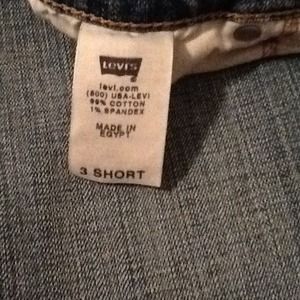 Levi's
levi.com
(800) USA-LEVI
99% COTTON
1% SPANDEX
MADE IN
EGYPT
3 SHORT